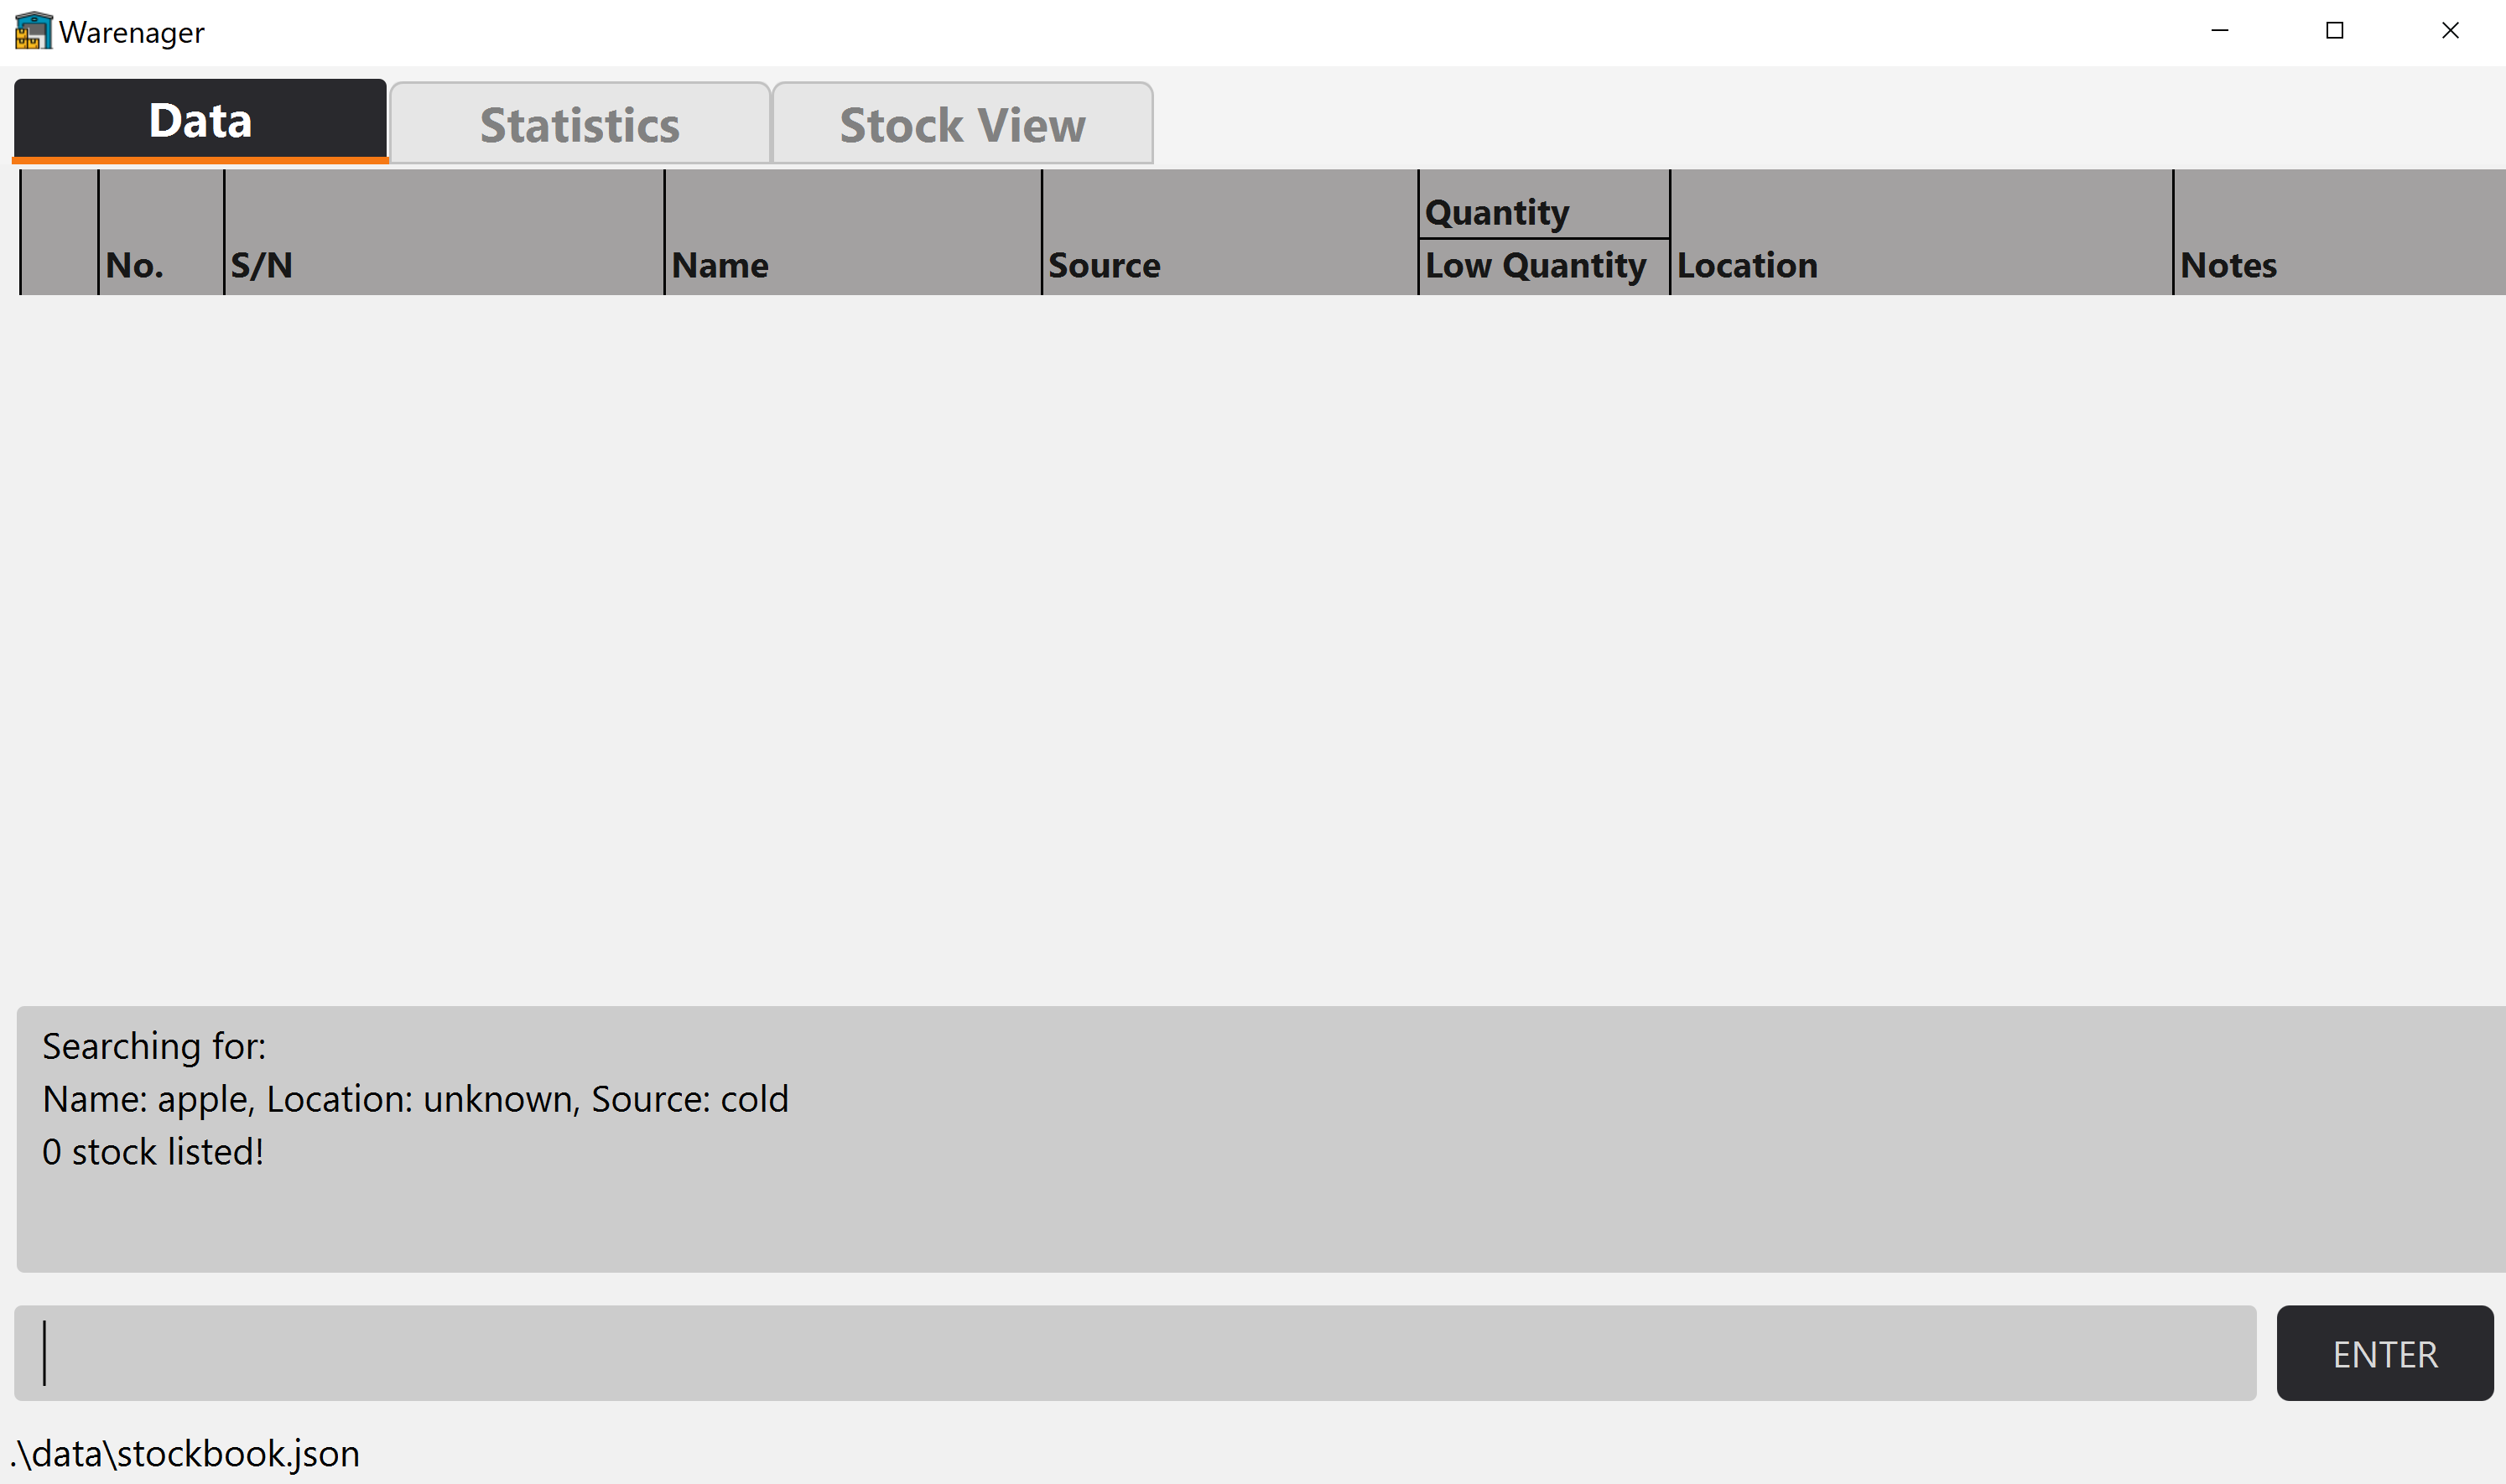 Warenager
Data
Statistics
Stock View
No.
S/N
Name
Source
Quantity
Low Quantity
Location
Notes
Searching for:
Name: apple, Location: unknown, Source: cold
0 stock listed!
ENTER
.\data\stockbook.json